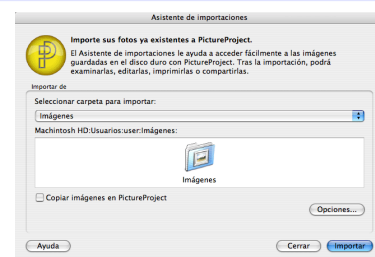 Asistente de importaciones
Importe sus fotos ya existentes a PictureProject.
El Asistente de importaciones le ayuda a acceder fácilmente a las imágenes
guardadas en el disco duro con PictureProject. Tras la importación, podrá
examinarlas, editarlas, imprimirlas o compartirlas.
Importar de
Seleccionar carpeta para importar:
Imágenes
Machintosh HD:Usuarios:user:Imágenes:
Imágenes
Copiar imágenes en PictureProject
Opciones...
Ayuda
Cerrar
Importar